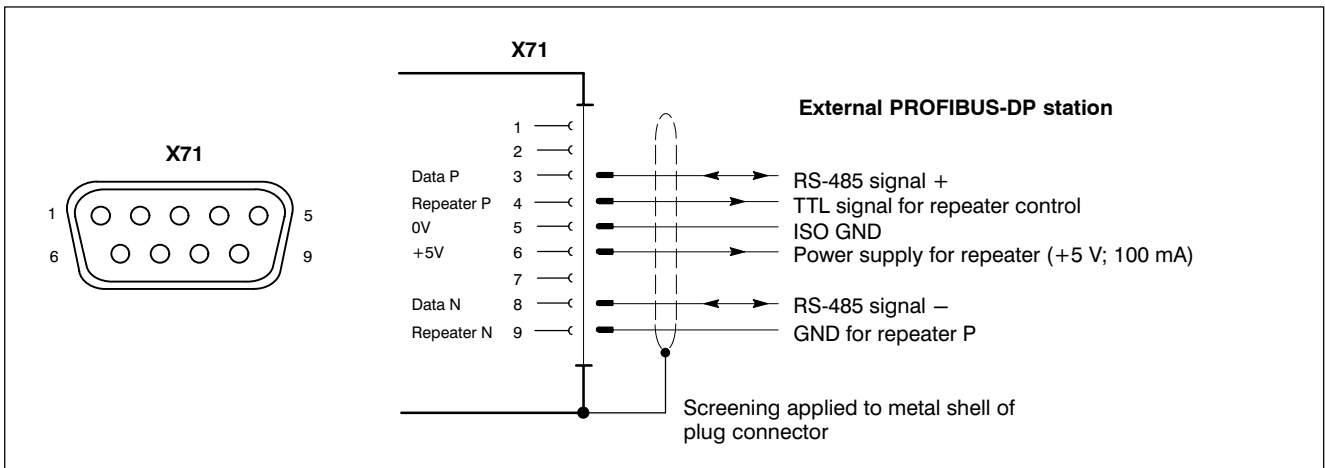 X71
1
5
6
9
X71
External PROFIBUS-DP station
1
2
Data P 3 RS-485 signal +
Repeater P 4 TTL signal for repeater control
0V 5 ISO GND
+5V 6 Power supply for repeater (+5 V; 100 mA)
7
Data N 8 RS-485 signal −
Repeater N 9 GND for repeater P
Screening applied to metal shell of
plug connector